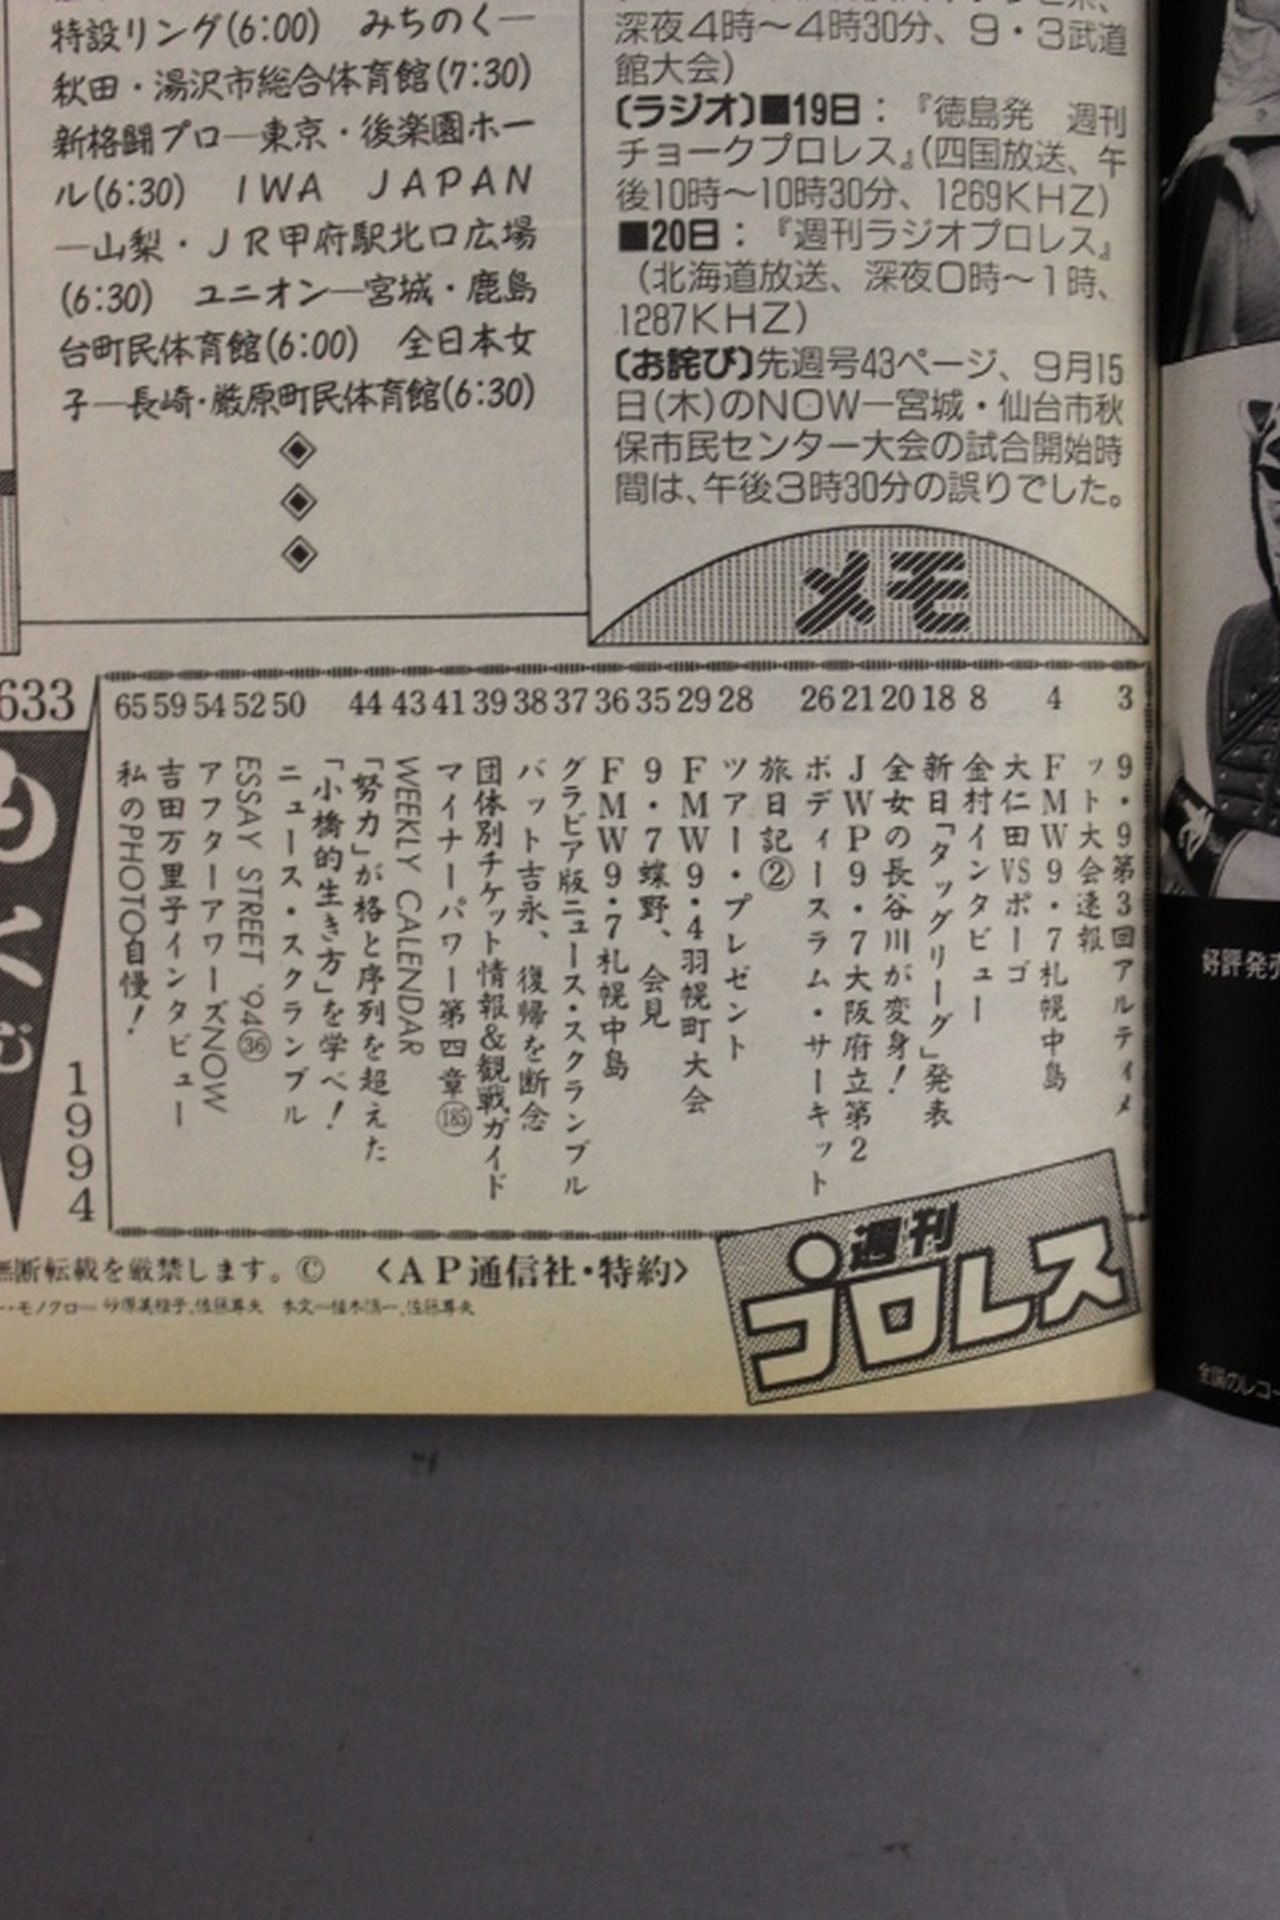 特設リング(6:00)　みちのく―
秋田・湯沢市総合体育館(7:30)
新格闘プロ―東京・後楽園ホー
ル(6:30)　IWA　JAPAN
―山梨・JR甲府駅北口広場
(6:30)　ユニオン―宮城・鹿島
台町民体育館(6:00)　全日本女
子―長崎・厳原町民体育館(6:30)
深夜4時〜4時30分、9・3武道
館大会)
〔ラジオ〕■19日：『徳島発　週刊
チョークプロレス』(四国放送、午
後10時〜10時30分、1269KHZ)
■20日：『週刊ラジオプロレス』
(北海道放送、深夜0時〜1時、
1287KHZ)
〔お詫び〕先週号43ページ、9月15
日(木)のNOW―宮城・仙台市秋
保市民センター大会の試合開始時
間は、午後3時30分の誤りでした。
メモ
3 9・9第3回アルティメ
ット大会速報
4 FMW9・7札幌中島
大仁田VSポーゴ
8 金村インタビュー
18 新日「タッグリーグ」発表
20 全女の長谷川が変身！
21 JWP9・7大阪府立第2
26 ボディースラム・サーキット
旅日記②
28 ツアー・プレゼント
29 FMW9・4羽幌町大会
35 9・7蝶野、会見
36 FMW9・7札幌中島
37 グラビア版ニュース・スクランブル
38 バット吉永、復帰を断念
39 団体別チケット情報&観戦ガイド
41 マイナーパワー第四章(185)
43 WEEKLY CALENDAR
44 「努力」が格と序列を超えた
「小橋的生き方」を学べ！
50 ニュース・スクランブル
52 ESSAY STREET '94㊱
54 アフターアワーズNOW
59 吉田万里子インタビュー
65 私のPHOTO自慢！
633
くむ
1994
無断転載を厳禁します。©　〈AP通信社・特約〉
週刊
プロレス
好評発売
全国のレコー